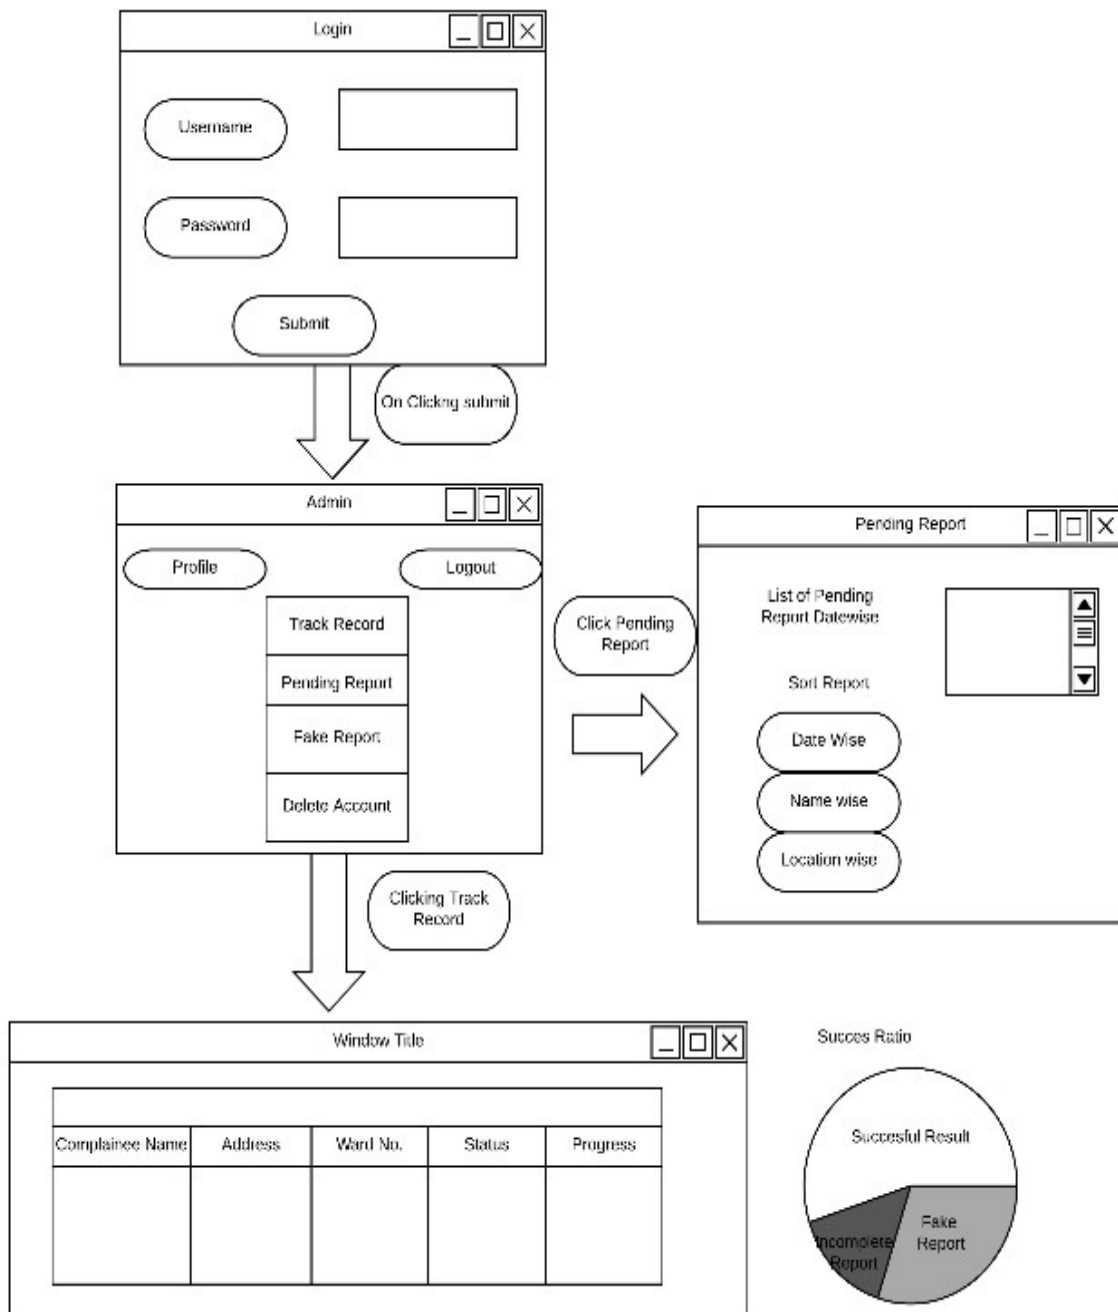 Login
Username
Password
Submit
On Clickng submit
Admin
Profile
Logout
Track Record
Pending Report
Fake Report
Delete Account
Click Pending
Report
Pending Report
List of Pending
Report Datewise
Sort Report
Date Wise
Name wise
Location wise
Clicking Track
Record
Window Title
Complainee Name Address Ward No. Status Progress
Succes Ratio
Succesful Result
Fake
Report
Incomplete
Report